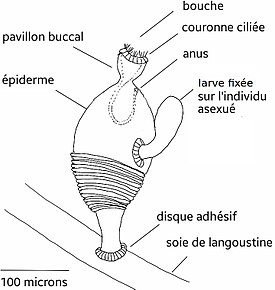 bouche
couronne ciliée
pavillon buccal
anus
épiderme
larve fixée
sur l'individu
asexué
disque adhésif
soie de langoustine
100 microns